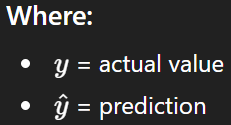 Where:
• y = actual value
• ŷ = prediction